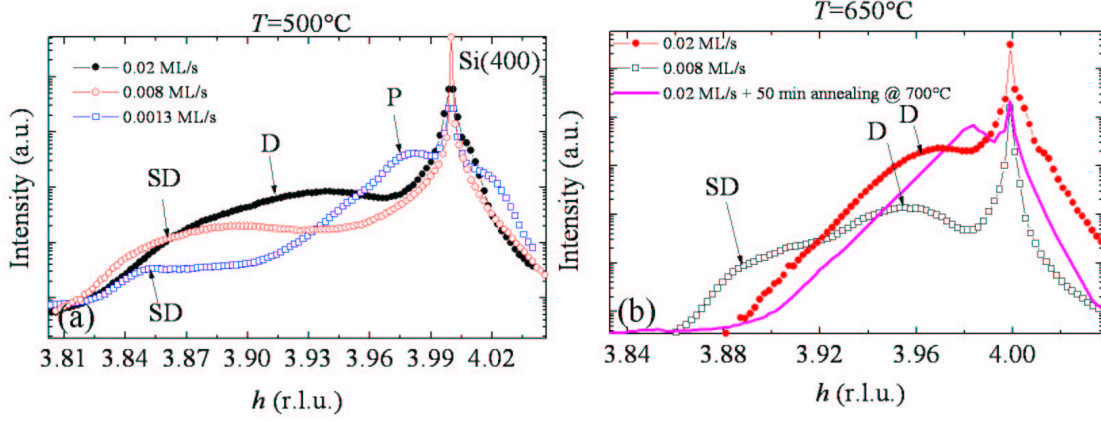 T=500°C
Si(400)
0.02 ML/s
0.008 ML/s
0.0013 ML/s
P
D
SD
SD
(a)
Intensity (a.u.)
3.81 3.84 3.87 3.90 3.93 3.96 3.99 4.02
h (r.l.u.)
T=650°C
0.02 ML/s
0.008 ML/s
0.02 ML/s + 50 min annealing @ 700°C
D
D
SD
(b)
Intensity (a.u.)
3.84 3.88 3.92 3.96 4.00
h (r.l.u.)